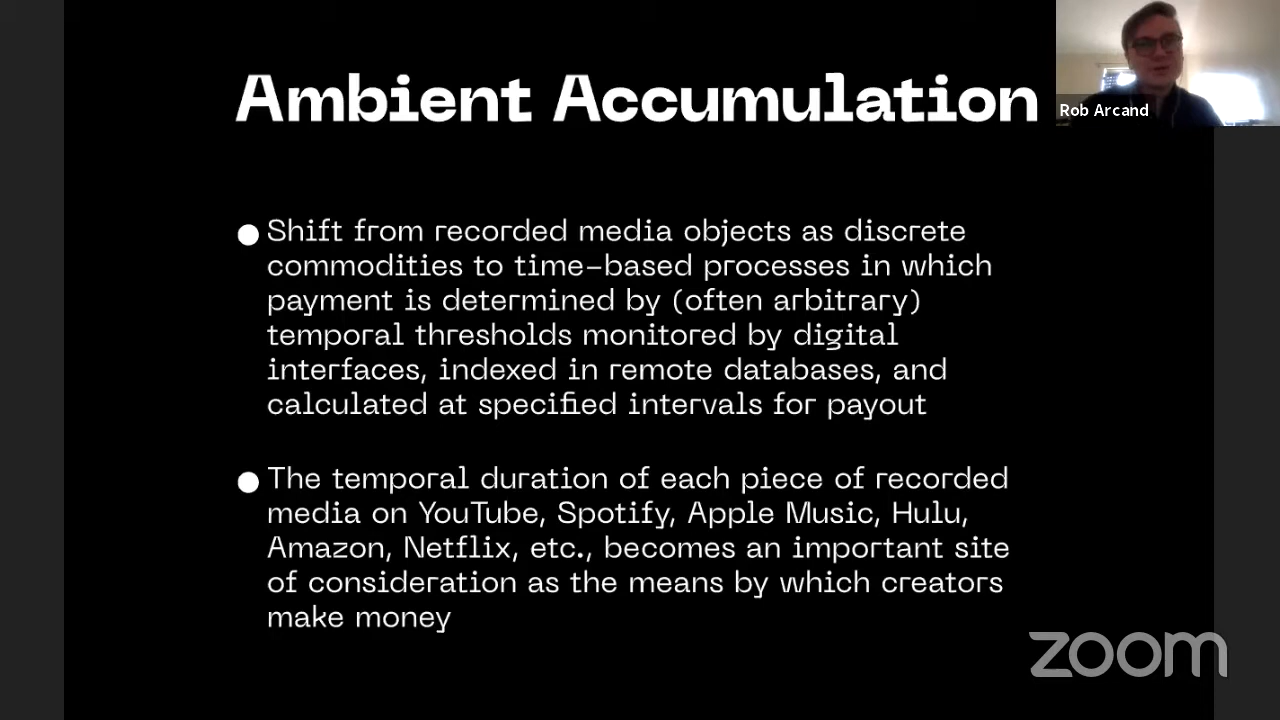 Ambient Accumulation
Rob Arcand
Shift from recorded media objects as discrete
commodities to time-based processes in which
payment is determined by (often arbitrary)
temporal thresholds monitored by digital
interfaces, indexed in remote databases, and
calculated at specified intervals for payout
The temporal duration of each piece of recorded
media on YouTube, Spotify, Apple Music, Hulu,
Amazon, Netflix, etc., becomes an important site
of consideration as the means by which creators
make money
zoom